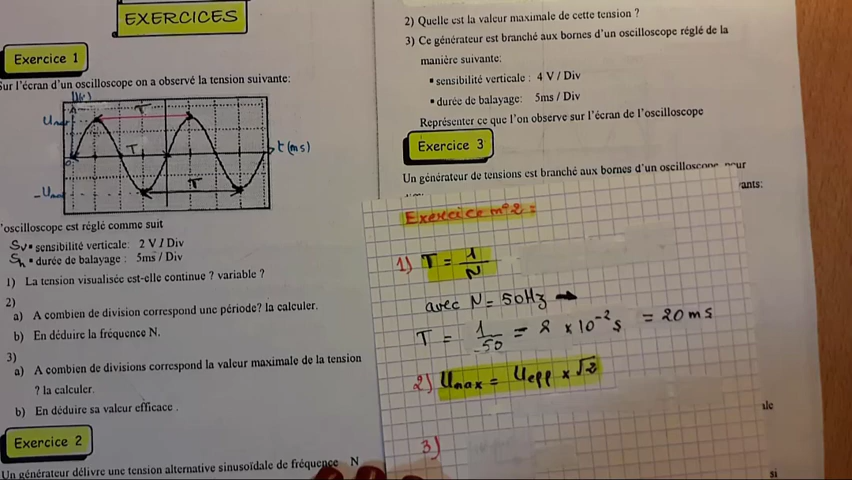 EXERCICES
Exercice 1
Sur l'écran d'un oscilloscope on a observé la tension suivante:
T
T
t(ms)
T
l'oscilloscope est réglé comme suit
Sv ▪ sensibilité verticale: 2 V / Div
Sh ▪ durée de balayage : 5ms / Div
1) La tension visualisée est-elle continue ? variable ?
2)
a) A combien de division correspond une période? la calculer.
b) En déduire la fréquence N.
3)
a) A combien de divisions correspond la valeur maximale de la tension
? la calculer.
b) En déduire sa valeur efficace .
Exercice 2
Un générateur délivre une tension alternative sinusoïdale de fréquence N
2) Quelle est la valeur maximale de cette tension ?
3) Ce générateur est branché aux bornes d'un oscilloscope réglé de la
manière suivante:
▪ sensibilité verticale : 4 V / Div
▪ durée de balayage: 5ms / Div
Représenter ce que l'on observe sur l'écran de l'oscilloscope
Exercice 3
Un générateur de tensions est branché aux bornes d'un oscilloscope pour
Exercice n°2 :
1) T = 1/N
avec N = 50Hz →
T = 1/50 = 2 x 10⁻² s = 20 ms
2) Umax = Ueff x √2
3)
si